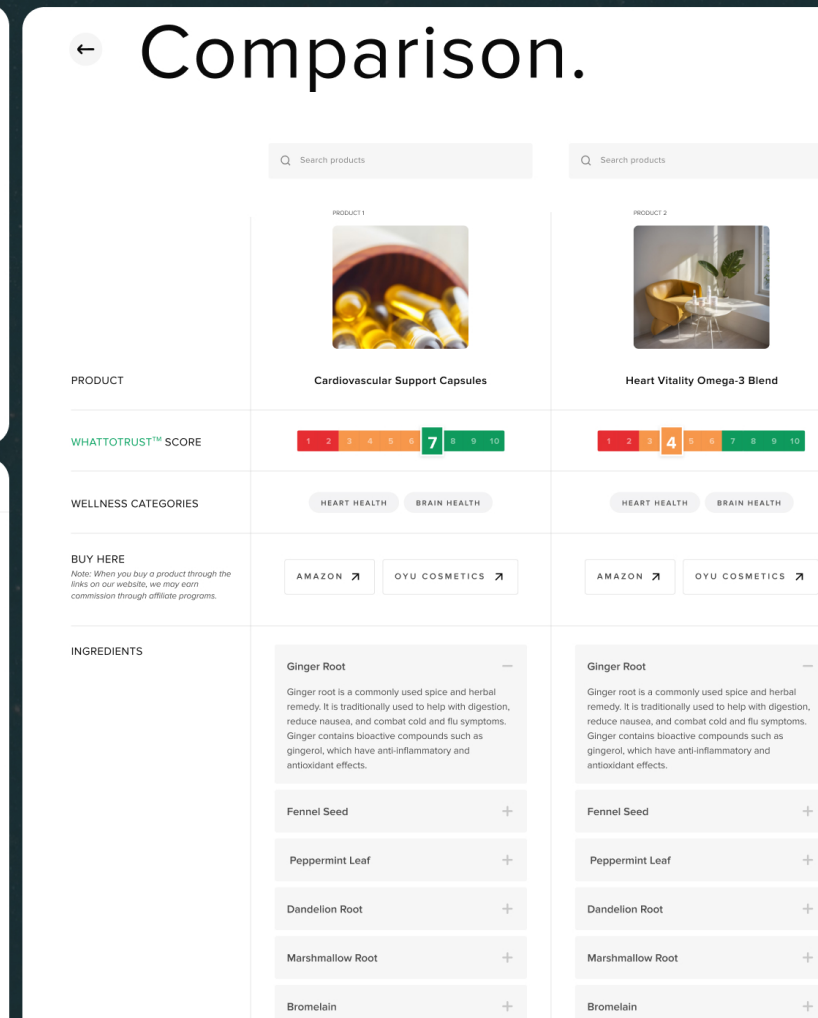 Comparison.
Search products
Search products
PRODUCT 1
PRODUCT 2
PRODUCT
Cardiovascular Support Capsules
Heart Vitality Omega-3 Blend
WHATTOTRUST™ SCORE
1 2 3 4 5 6 7 8 9 10
1 2 3 4 5 6 7 8 9 10
WELLNESS CATEGORIES
HEART HEALTH
BRAIN HEALTH
HEART HEALTH
BRAIN HEALTH
BUY HERE
Note: When you buy a product through the
links on our website, we may earn
commission through affiliate programs.
AMAZON
OYU COSMETICS
AMAZON
OYU COSMETICS
INGREDIENTS
Ginger Root
Ginger root is a commonly used spice and herbal
remedy. It is traditionally used to help with digestion,
reduce nausea, and combat cold and flu symptoms.
Ginger contains bioactive compounds such as
gingerol, which have anti-inflammatory and
antioxidant effects.
Fennel Seed
Peppermint Leaf
Dandelion Root
Marshmallow Root
Bromelain
Ginger Root
Ginger root is a commonly used spice and herbal
remedy. It is traditionally used to help with digestion,
reduce nausea, and combat cold and flu symptoms.
Ginger contains bioactive compounds such as
gingerol, which have anti-inflammatory and
antioxidant effects.
Fennel Seed
Peppermint Leaf
Dandelion Root
Marshmallow Root
Bromelain